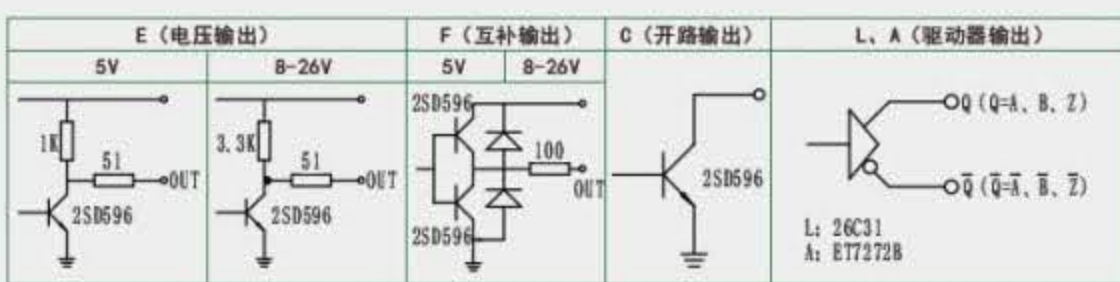 E（电压输出）
F（互补输出）
C（开路输出）
L、A（驱动器输出）
5V
8-26V
5V
8-26V
1K
51
OUT
2SD596
3.3K
51
OUT
2SD596
2SD596
100
OUT
2SD596
2SD596
Q(Q=A、B、Z)
Q̅(Q̅=A̅、B̅、Z̅)
L: 26C31
A: ET7272B